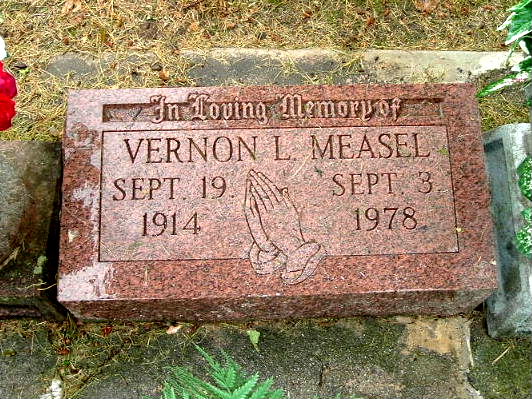 In Loving Memory of
VERNON L. MEASEL
SEPT. 19, SEPT. 3
1914 1978